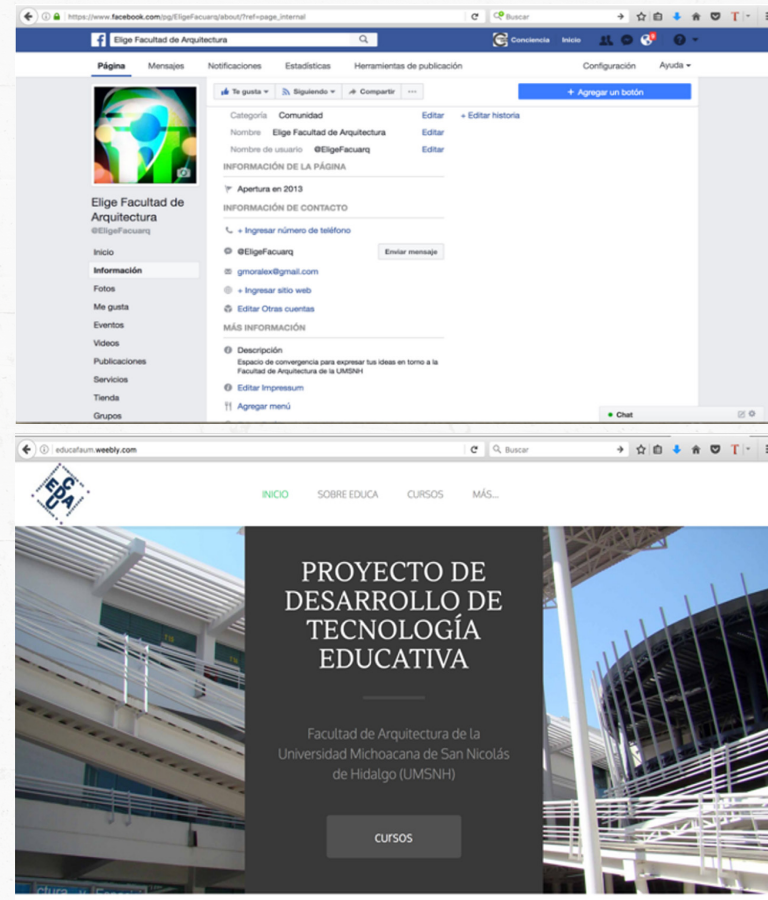 https://www.facebook.com/pg/EligeFacuarq/about/?ref=page_internal
Buscar
Elige Facultad de Arquitectura
Conciencia Inicio
Página Mensajes Notificaciones Estadísticas Herramientas de publicación Configuración Ayuda
Te gusta Siguiendo Compartir ...
+ Agregar un botón
Categoría Comunidad Editar + Editar historia
Nombre Elige Facultad de Arquitectura Editar
Nombre de usuario @EligeFacuarq Editar
INFORMACIÓN DE LA PÁGINA
Apertura en 2013
INFORMACIÓN DE CONTACTO
+ Ingresar número de teléfono
@EligeFacuarq Enviar mensaje
gmoralex@gmail.com
+ Ingresar sitio web
Editar Otras cuentas
MÁS INFORMACIÓN
Descripción
Espacio de convergencia para expresar tus ideas en torno a la
Facultad de Arquitectura de la UMSNH
Editar Impressum
Agregar menú
Elige Facultad de
Arquitectura
@EligeFacuarq
Inicio
Información
Fotos
Me gusta
Eventos
Videos
Publicaciones
Servicios
Tienda
Grupos
Chat
educafaum.weebly.com
Buscar
EDUCA
INICIO SOBRE EDUCA CURSOS MÁS...
PROYECTO DE
DESARROLLO DE
TECNOLOGÍA
EDUCATIVA
Facultad de Arquitectura de la
Universidad Michoacana de San Nicolás
de Hidalgo (UMSNH)
cursos